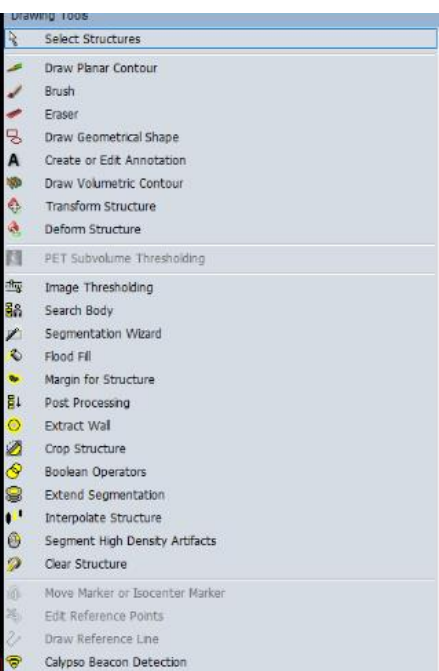 Drawing Tools
Select Structures
Draw Planar Contour
Brush
Eraser
Draw Geometrical Shape
Create or Edit Annotation
Draw Volumetric Contour
Transform Structure
Deform Structure
PET Subvolume Thresholding
Image Thresholding
Search Body
Segmentation Wizard
Flood Fill
Margin for Structure
Post Processing
Extract Wall
Crop Structure
Boolean Operators
Extend Segmentation
Interpolate Structure
Segment High Density Artifacts
Clear Structure
Move Marker or Isocenter Marker
Edit Reference Points
Draw Reference Line
Calypso Beacon Detection